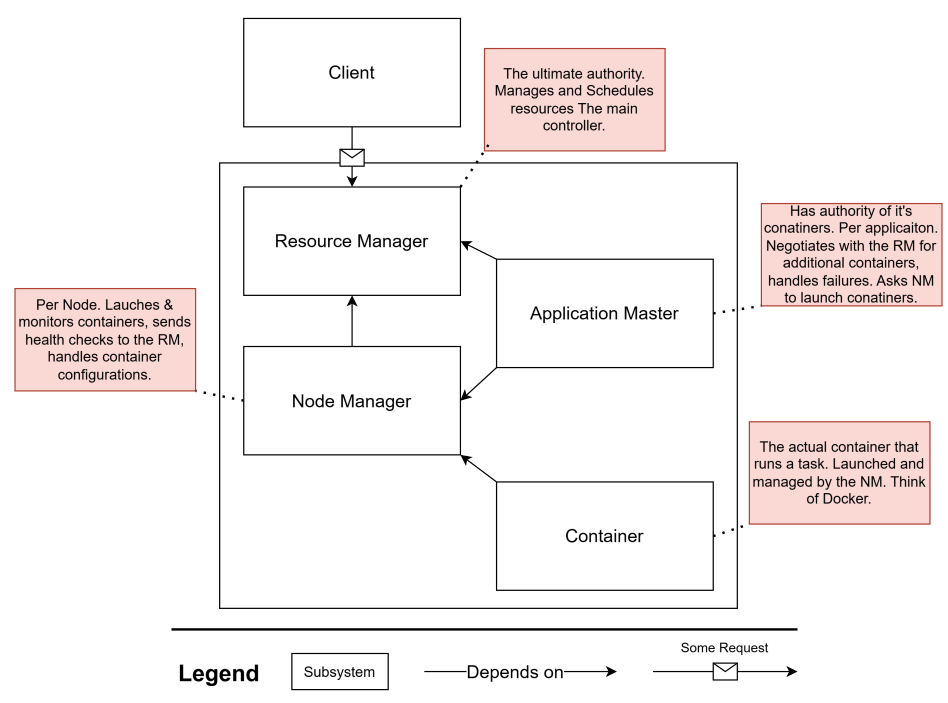 Client
The ultimate authority.
Manages and Schedules
resources The main
controller.
Resource Manager
Has authority of it's
conatiners. Per applicaiton.
Negotiates with the RM for
additional containers,
handles failures. Asks NM
to launch conatiners.
Application Master
Per Node. Lauches &
monitors containers, sends
health checks to the RM,
handles container
configurations.
Node Manager
The actual container that
runs a task. Launched and
managed by the NM. Think
of Docker.
Container
Legend
Subsystem
Depends on
Some Request